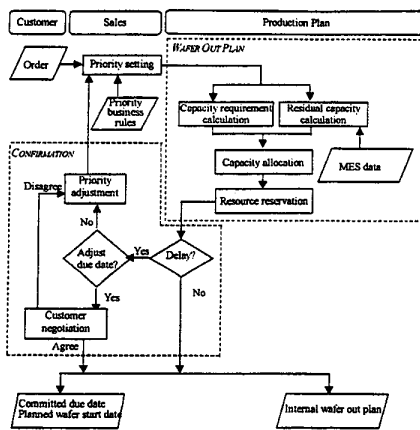 Customer
Sales
Production Plan
WAFER OUT PLAN
Order
Priority setting
Priority
business
rules
Capacity requirement
calculation
Residual capacity
calculation
Capacity allocation
MES data
Resource reservation
CONFIRMATION
Disagree
Priority
adjustment
No
Adjust
due date?
Yes
Delay?
Yes
No
Customer
negotiation
Agree
Committed due date
Planned wafer start date
Internal wafer out plan